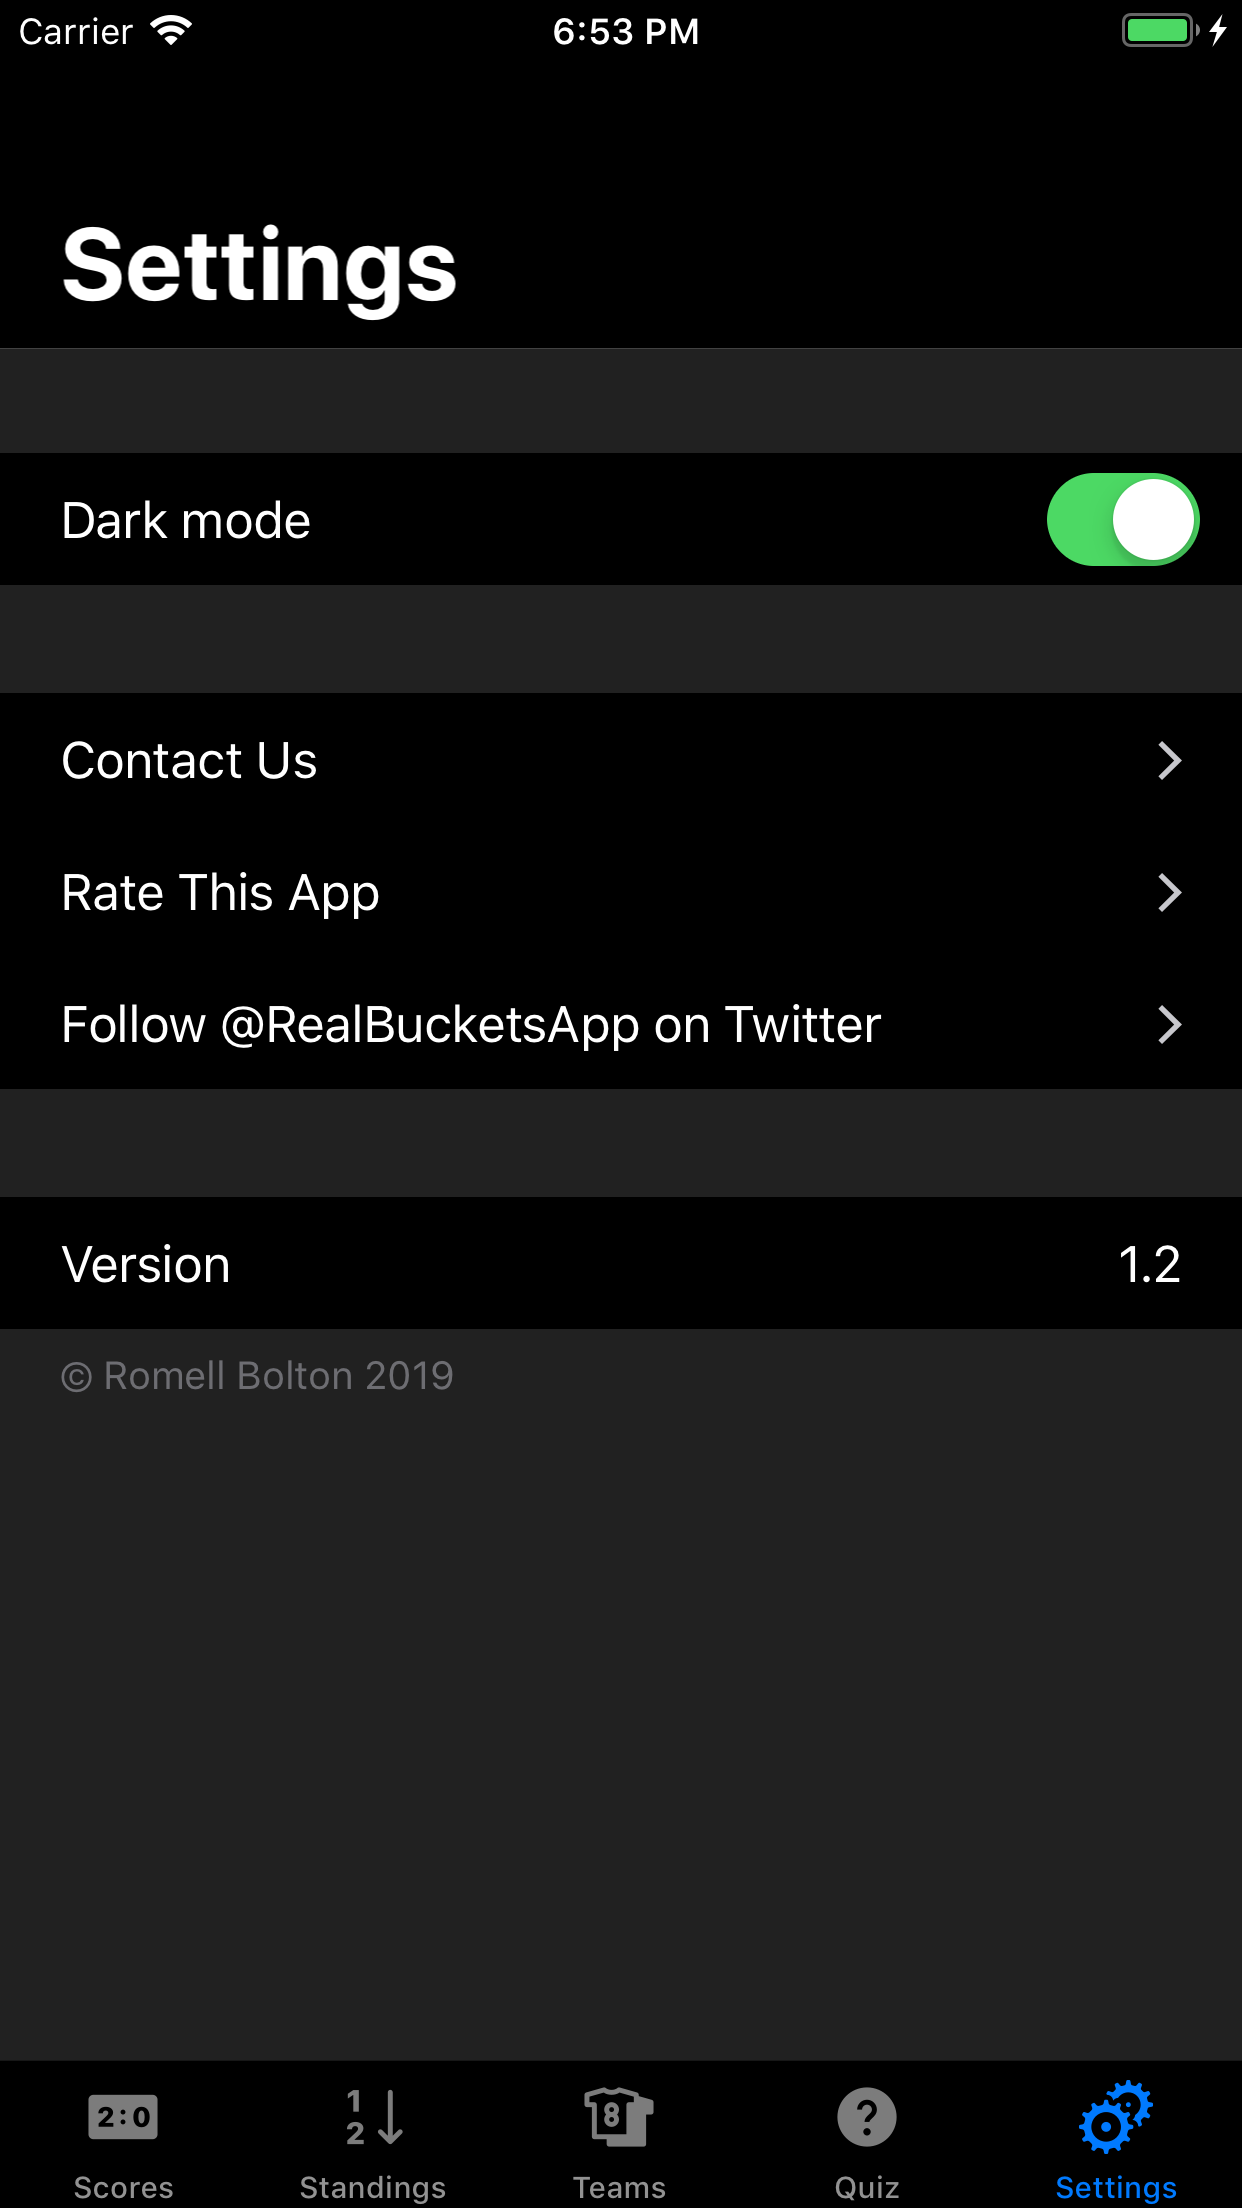 Carrier 6:53 PM
Settings
Dark mode
Contact Us
Rate This App
Follow @RealBucketsApp on Twitter
Version 1.2
© Romell Bolton 2019
2:0 1 2 8 ?
Scores Standings Teams Quiz Settings